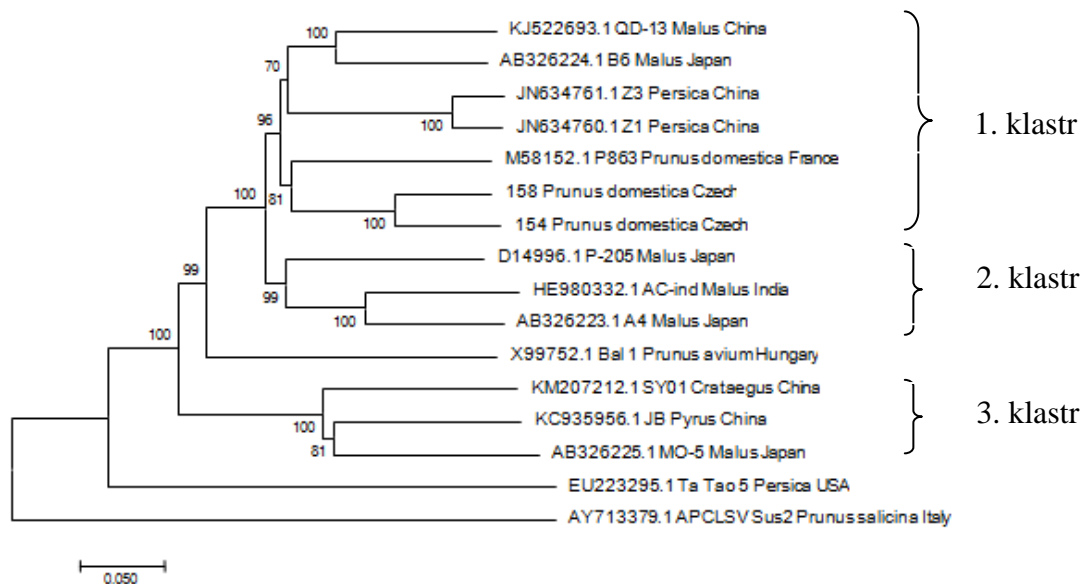 100
KJ522693.1 QD-13 Malus China
AB326224.1 B6 Malus Japan
70
JN634761.1 Z3 Persica China
100
JN634760.1 Z1 Persica China
96
M58152.1 P863 Prunus domestica France
81
158 Prunus domestica Czech
100
154 Prunus domestica Czech
1. klastr
100
D14996.1 P-205 Malus Japan
99
HE980332.1 AC-ind Malus India
100
AB326223.1 A4 Malus Japan
2. klastr
99
X99752.1 Bal 1 Prunus avium Hungary
100
KM207212.1 SY01 Crataegus China
100
KC935956.1 JB Pyrus China
81
AB326225.1 MO-5 Malus Japan
3. klastr
EU223295.1 Ta Tao 5 Persica USA
AY713379.1 APCLSV Sus2 Prunus salicina Italy
0.050